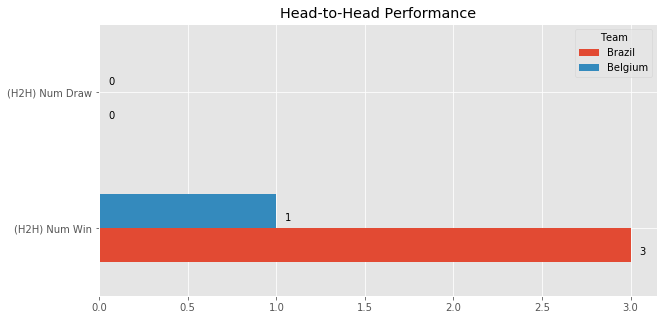 Head-to-Head Performance
Team
Brazil
Belgium
(H2H) Num Draw
0
0
(H2H) Num Win
1
3
0.0 0.5 1.0 1.5 2.0 2.5 3.0